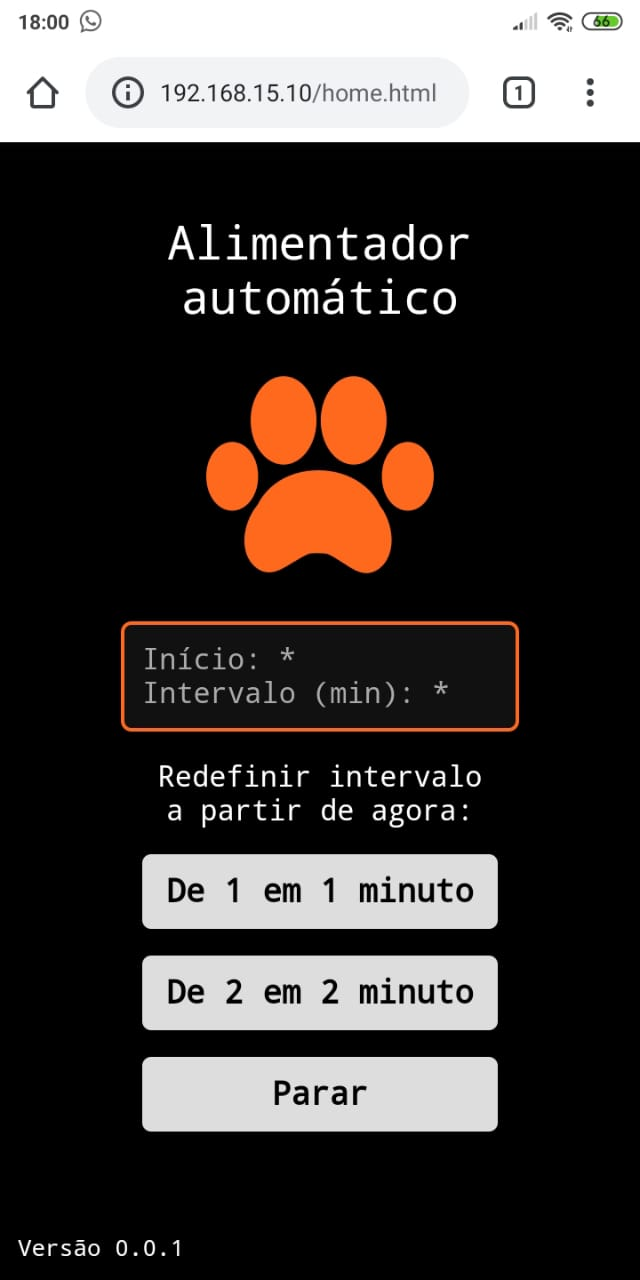 18:00
66
192.168.15.10/home.html
1
Alimentador
automático
Início: *
Intervalo (min): *
Redefinir intervalo
a partir de agora:
De 1 em 1 minuto
De 2 em 2 minuto
Parar
Versão 0.0.1